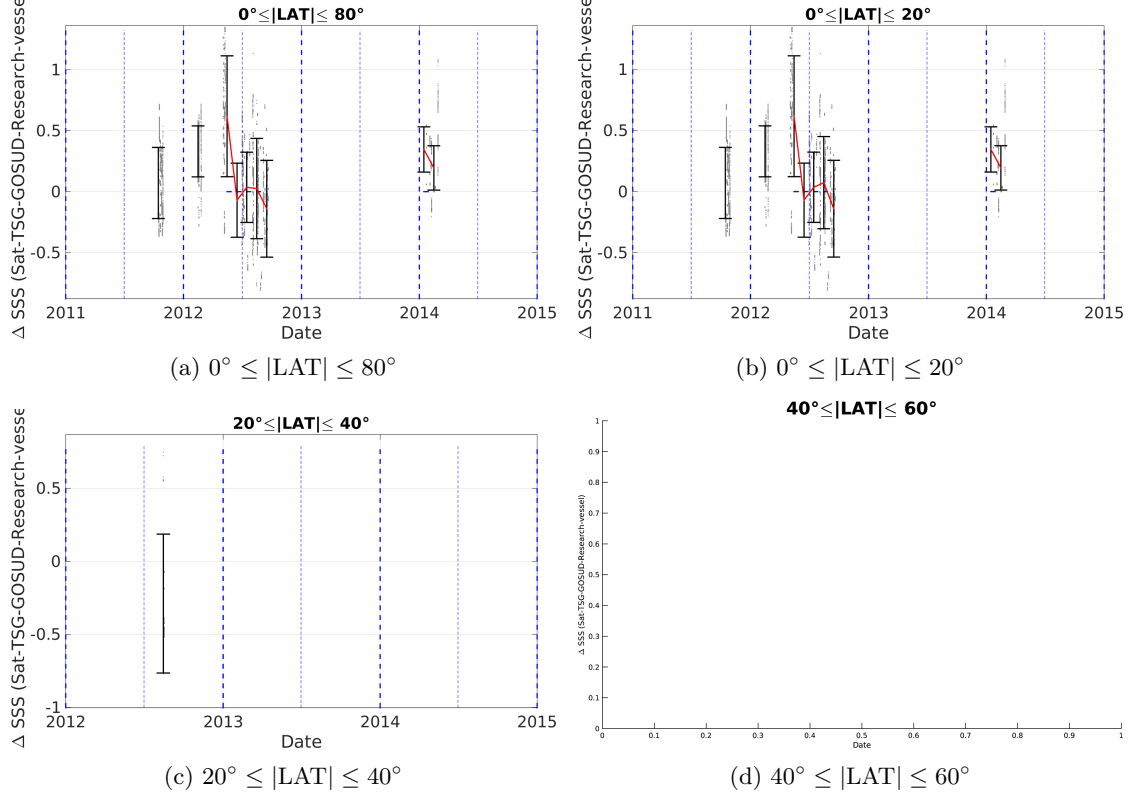 0°≤|LAT|≤ 80°
Δ SSS (Sat-TSG-GOSUD-Research-vessel)
1
0.5
0
-0.5
2011 2012 2013 2014 2015
Date
(a) 0° ≤ |LAT| ≤ 80°
0°≤|LAT|≤ 20°
Δ SSS (Sat-TSG-GOSUD-Research-vessel)
1
0.5
0
-0.5
2011 2012 2013 2014 2015
Date
(b) 0° ≤ |LAT| ≤ 20°
20°≤|LAT|≤ 40°
Δ SSS (Sat-TSG-GOSUD-Research-vesse
0.5
0
-0.5
-1
2012 2013 2014 2015
Date
(c) 20° ≤ |LAT| ≤ 40°
40°≤|LAT|≤ 60°
Δ SSS (Sat-TSG-GOSUD-Research-vessel)
1
0.9
0.8
0.7
0.6
0.5
0.4
0.3
0.2
0.1
0
0 0.1 0.2 0.3 0.4 0.5 0.6 0.7 0.8 0.9 1
Date
(d) 40° ≤ |LAT| ≤ 60°